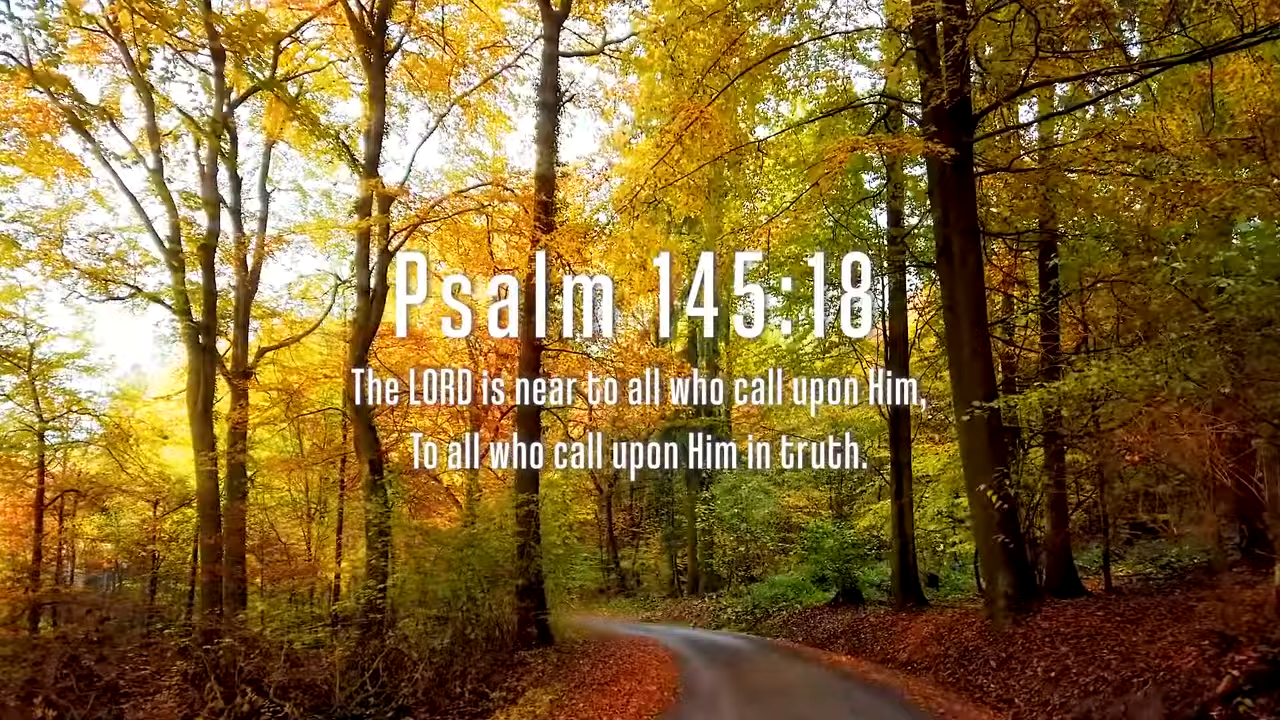 Psalm 145:18
The LORD is near to all who call upon Him,
To all who call upon Him in truth.